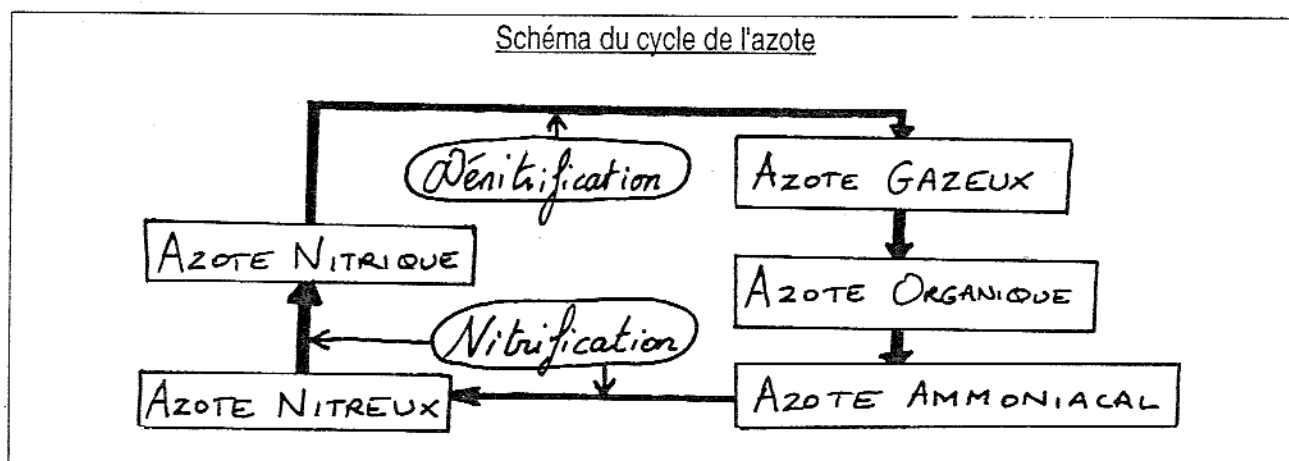 Schéma du cycle de l'azote
Dénitrification
AZOTE GAZEUX
AZOTE NITRIQUE
AZOTE ORGANIQUE
Nitrification
AZOTE NITREUX
AZOTE AMMONIACAL